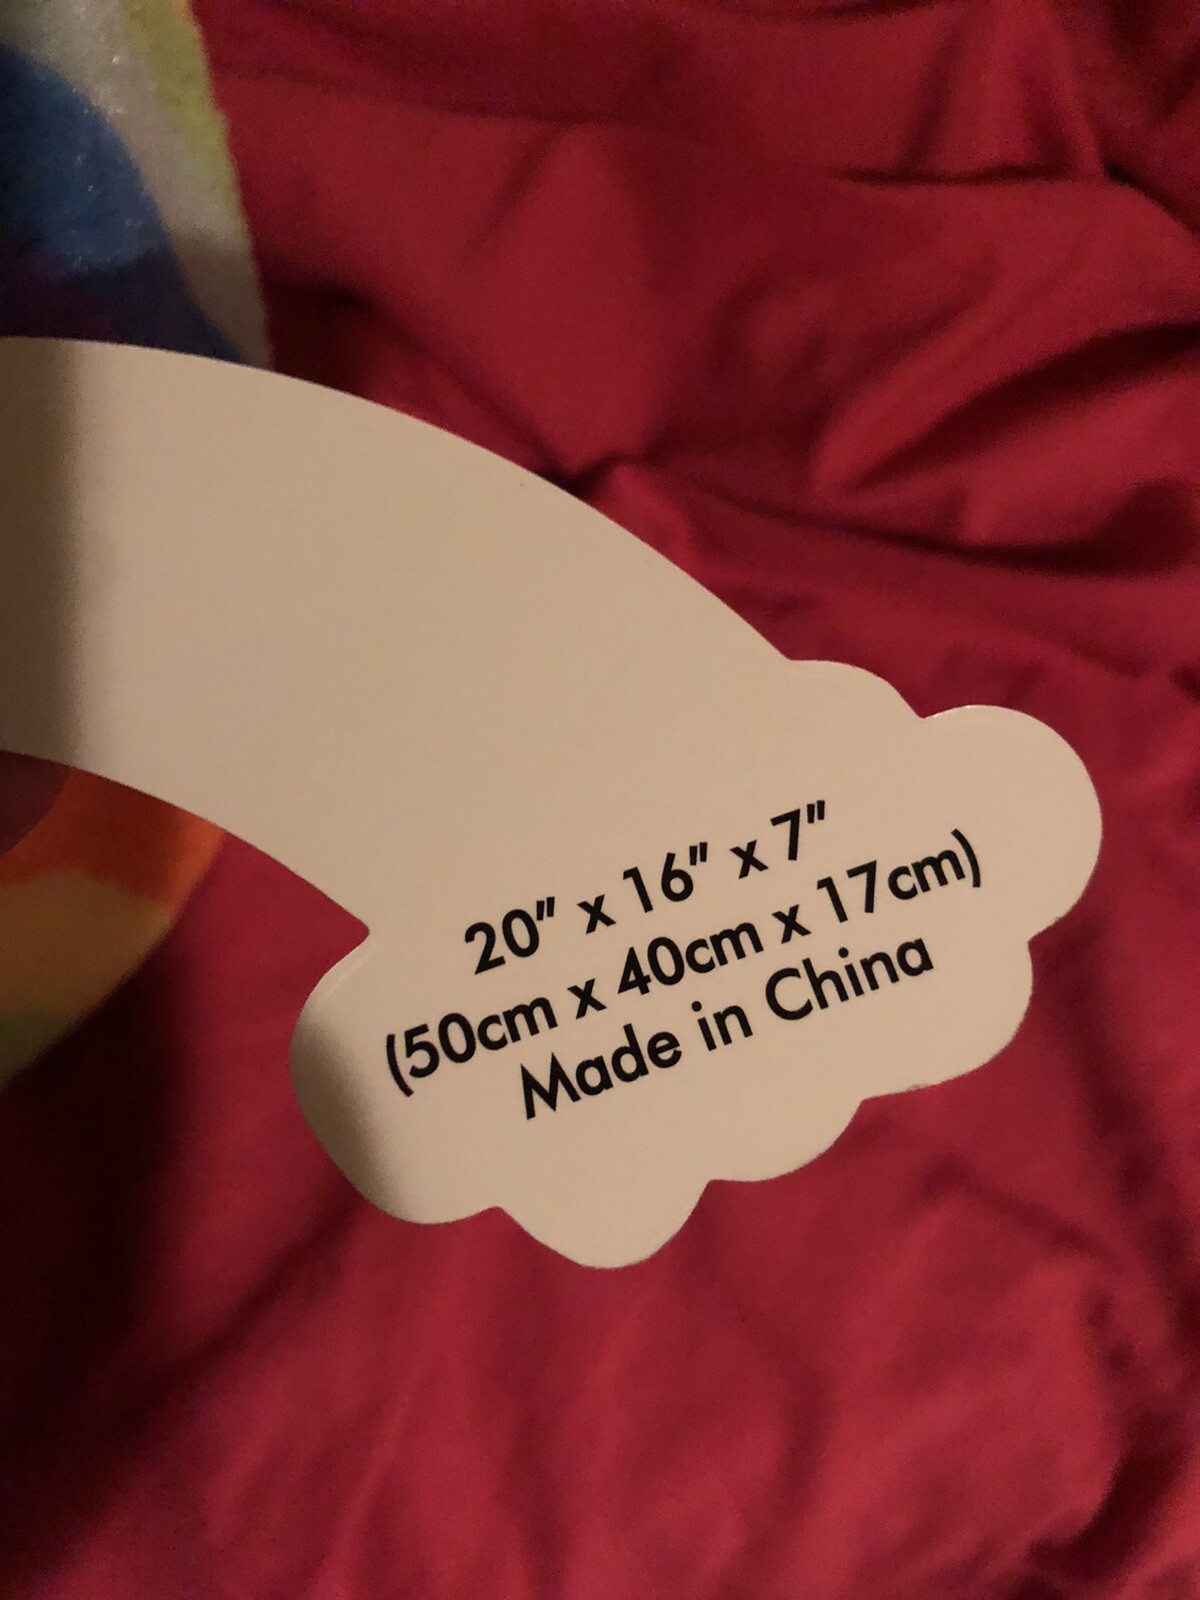 20" x 16" x 7"
(50cm x 40cm x 17cm)
Made in China